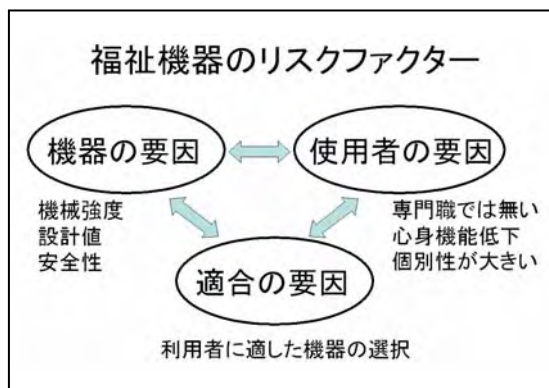 福祉機器のリスクファクター
機器の要因
使用者の要因
機械強度
設計値
安全性
専門職では無い
心身機能低下
個別性が大きい
適合の要因
利用者に適した機器の選択